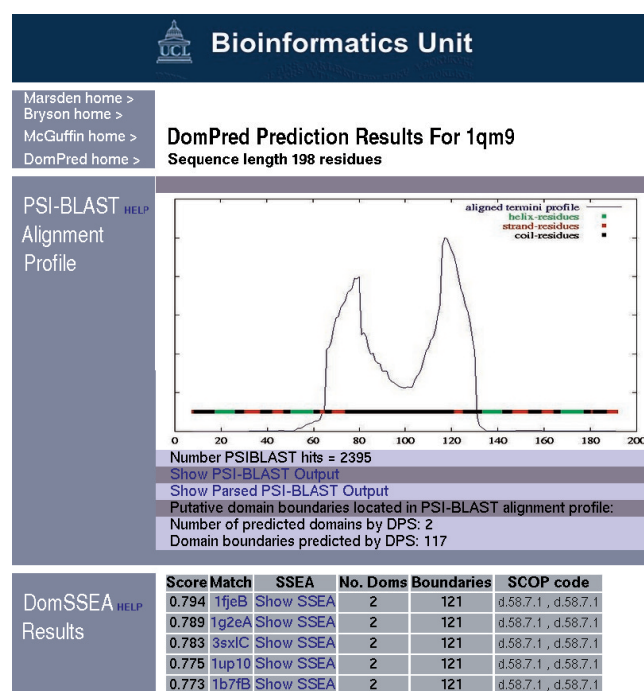 UCL
Bioinformatics Unit
Marsden home >
Bryson home >
McGuffin home >
DomPred home >
DomPred Prediction Results For 1qm9
Sequence length 198 residues
PSI-BLAST HELP
Alignment
Profile
aligned termini profile
helix-residues
strand-residues
coil-residues
0 20 40 60 80 100 120 140 160 180 200
Number PSIBLAST hits = 2395
Show PSI-BLAST Output
Show Parsed PSI-BLAST Output
Putative domain boundaries located in PSI-BLAST alignment profile:
Number of predicted domains by DPS: 2
Domain boundaries predicted by DPS: 117
DomSSEA HELP
Results
Score Match SSEA No. Doms Boundaries SCOP code
0.794 1fjeB Show SSEA 2 121 d.58.7.1 , d.58.7.1
0.789 1g2eA Show SSEA 2 121 d.58.7.1 , d.58.7.1
0.783 3sxlC Show SSEA 2 121 d.58.7.1 , d.58.7.1
0.775 1up10 Show SSEA 2 121 d.58.7.1 , d.58.7.1
0.773 1b7fB Show SSEA 2 121 d.58.7.1 , d.58.7.1